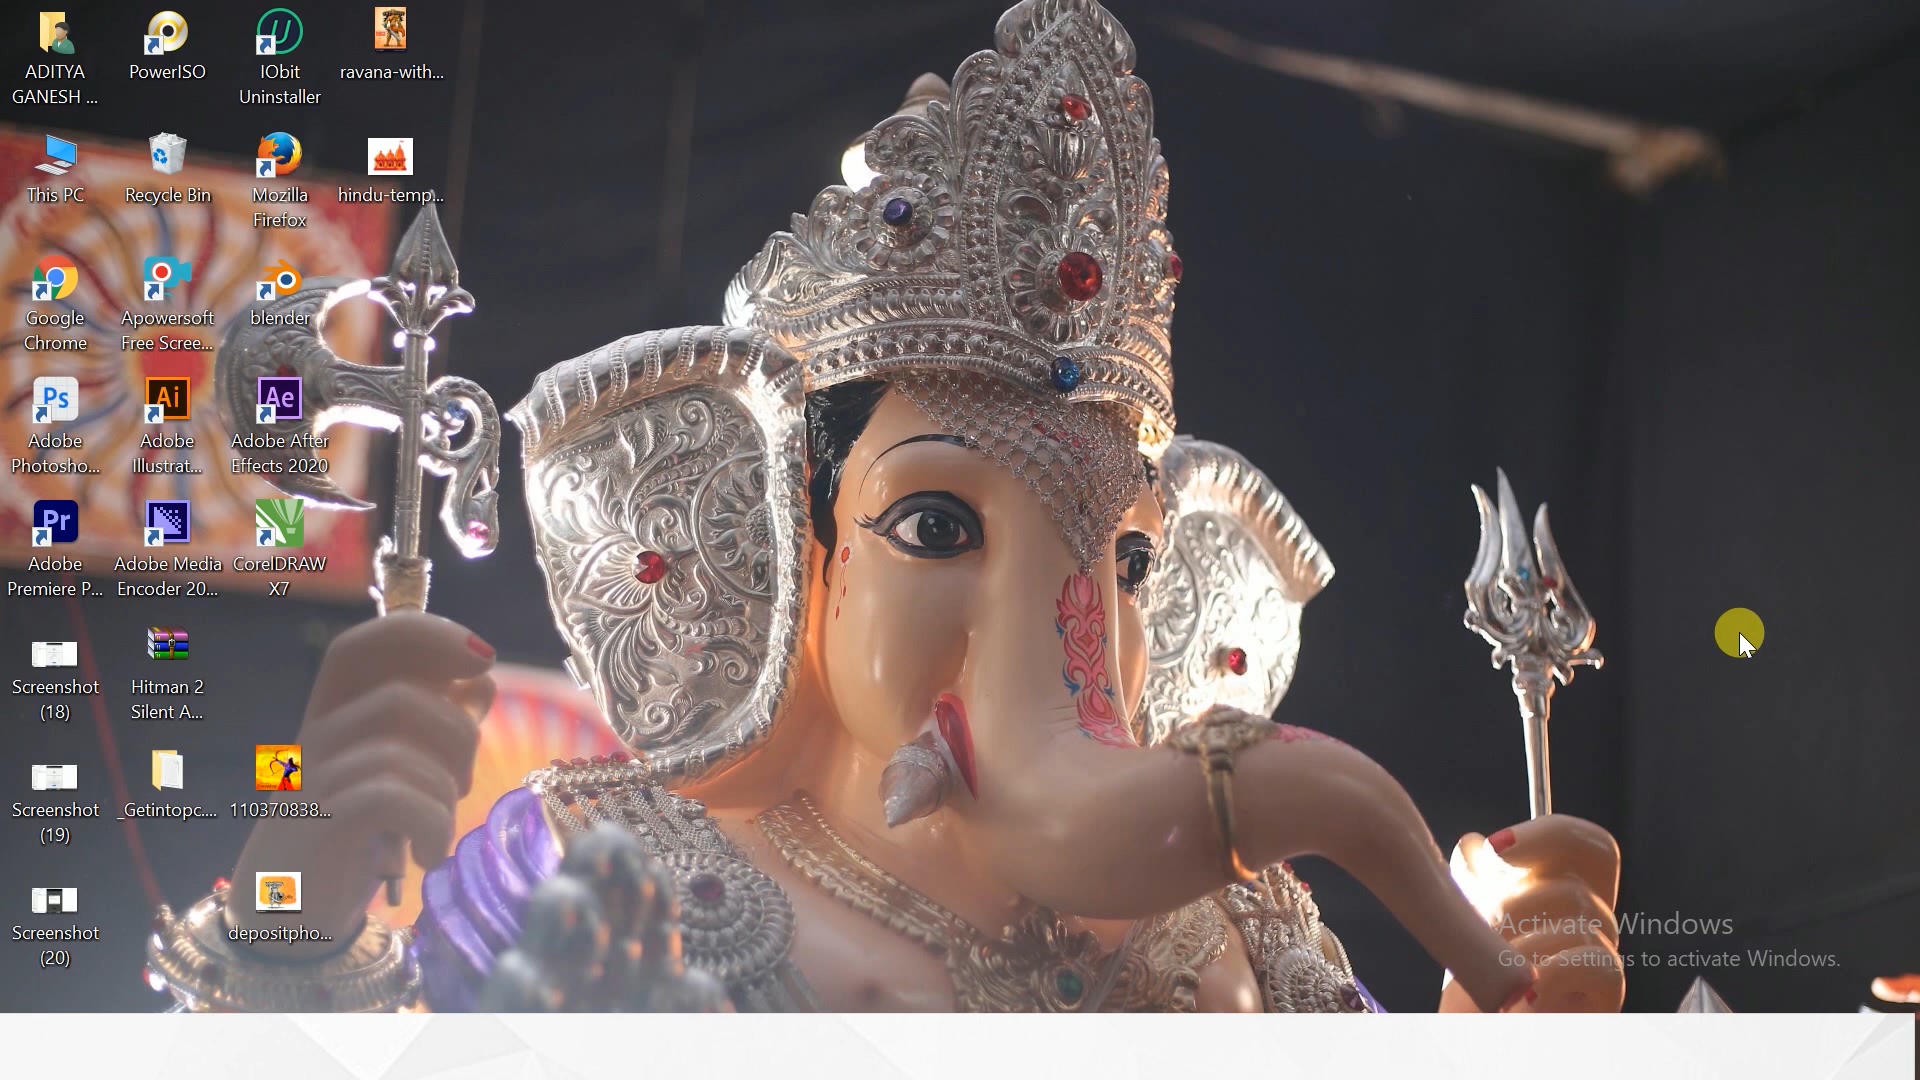 ADITYA
GANESH ...
PowerISO
IObit
Uninstaller
ravana-with...
This PC
Recycle Bin
Mozilla
Firefox
hindu-temp...
Google
Chrome
Apowersoft
Free Scree...
blender
Ps
Adobe
Photosho...
Ai
Adobe
Illustrat...
Ae
Adobe After
Effects 2020
Pr
Adobe
Premiere P...
Adobe Media
Encoder 20...
CorelDRAW
X7
Screenshot
(18)
Hitman 2
Silent A...
Screenshot
(19)
_Getintopc....
110370838...
Screenshot
(20)
depositpho...
Activate Windows
Go to Settings to activate Windows.